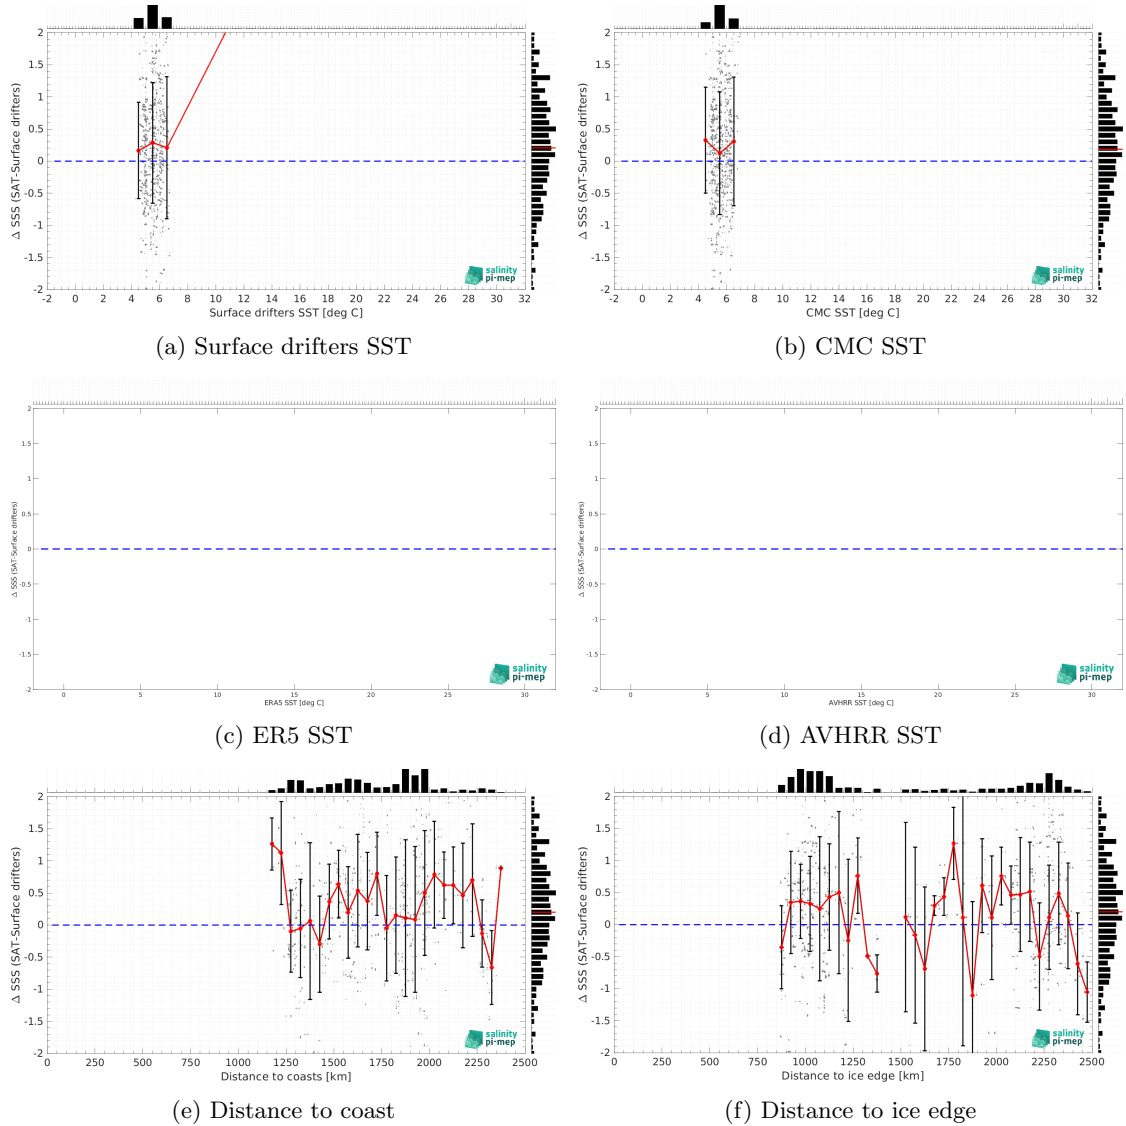 2
1.5
1
0.5
0
-0.5
-1
-1.5
-2
-2 0 2 4 6 8 10 12 14 16 18 20 22 24 26 28 30 32
Δ SSS (SAT-Surface drifters)
Surface drifters SST [deg C]
salinity
pi-mep
(a) Surface drifters SST
2
1.5
1
0.5
0
-0.5
-1
-1.5
-2
-2 0 2 4 6 8 10 12 14 16 18 20 22 24 26 28 30 32
Δ SSS (SAT-Surface drifters)
CMC SST [deg C]
salinity
pi-mep
(b) CMC SST
2
1.5
1
0.5
0
-0.5
-1
-1.5
-2
0 5 10 15 20 25 30
Δ SSS (SAT-Surface drifters)
ERA5 SST [deg C]
salinity
pi-mep
(c) ER5 SST
2
1.5
1
0.5
0
-0.5
-1
-1.5
-2
0 5 10 15 20 25 30
Δ SSS (SAT-Surface drifters)
AVHRR SST [deg C]
salinity
pi-mep
(d) AVHRR SST
2
1.5
1
0.5
0
-0.5
-1
-1.5
-2
0 250 500 750 1000 1250 1500 1750 2000 2250 2500
Δ SSS (SAT-Surface drifters)
Distance to coasts [km]
salinity
pi-mep
(e) Distance to coast
2
1.5
1
0.5
0
-0.5
-1
-1.5
-2
0 250 500 750 1000 1250 1500 1750 2000 2250 2500
Δ SSS (SAT-Surface drifters)
Distance to ice edge [km]
salinity
pi-mep
(f) Distance to ice edge